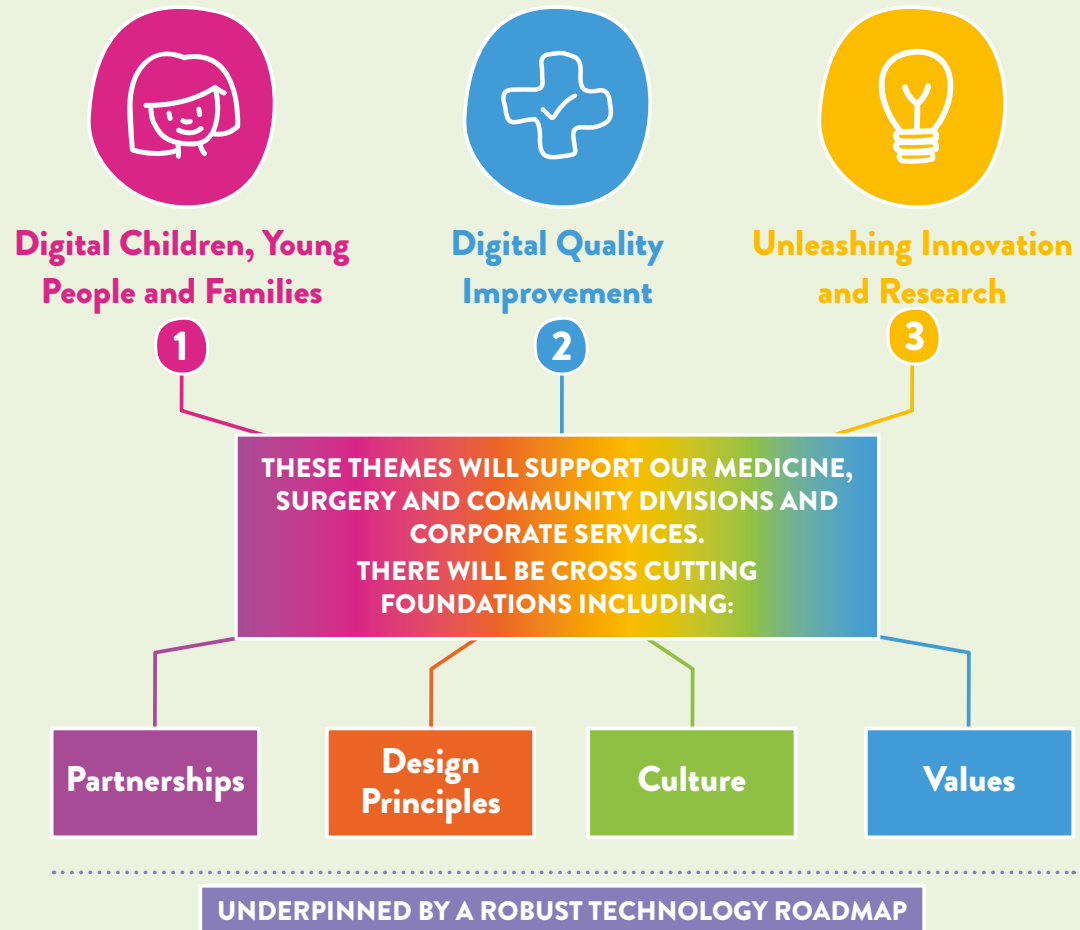 Digital Children, Young
People and Families
1
Digital Quality
Improvement
2
Unleashing Innovation
and Research
3
THESE THEMES WILL SUPPORT OUR MEDICINE,
SURGERY AND COMMUNITY DIVISIONS AND
CORPORATE SERVICES.
THERE WILL BE CROSS CUTTING
FOUNDATIONS INCLUDING:
Partnerships
Design
Principles
Culture
Values
UNDERPINNED BY A ROBUST TECHNOLOGY ROADMAP